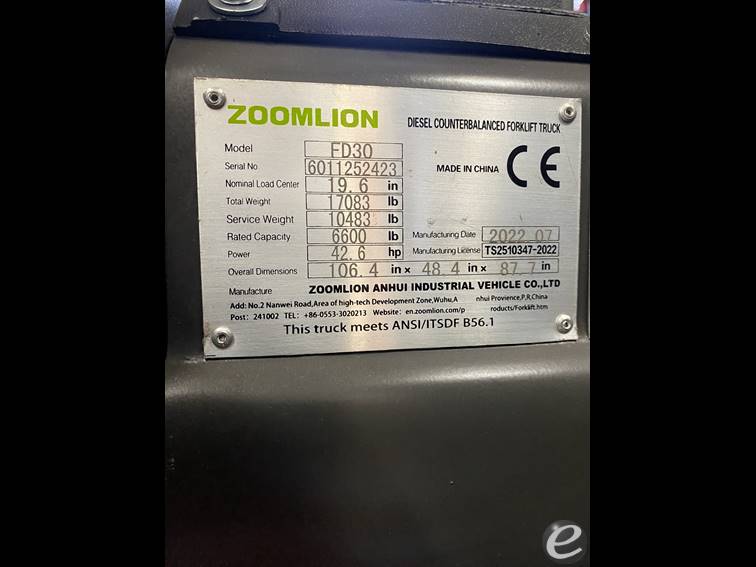 ZOOMLION DIESEL COUNTERBALANCED FORKLIFT TRUCK
Model FD30
Serial No 6011252423
MADE IN CHINA CE
Nominal Load Center 19.6 in
Total Weight 17083 lb
Service Weight 10483 lb
Rated Capacity 6600 lb Manufacturing Date 2022 07
Power 42.6 hp Manufacturing License TS2510347-2022
Overall Dimensions 106.4 in x 48.4 in x 87.7 in
Manufacture ZOOMLION ANHUI INDUSTRIAL VEHICLE CO.,LTD
Add: No.2 Nanwei Road,Area of high-tech Development Zone,Wuhu,A nhui Provience,P,R,China
Post: 241002 TEL: +86-0553-3020213 Website: en.zoomlion.com/p roducts/Forklift.htm
This truck meets ANSI/ITSDF B56.1
e